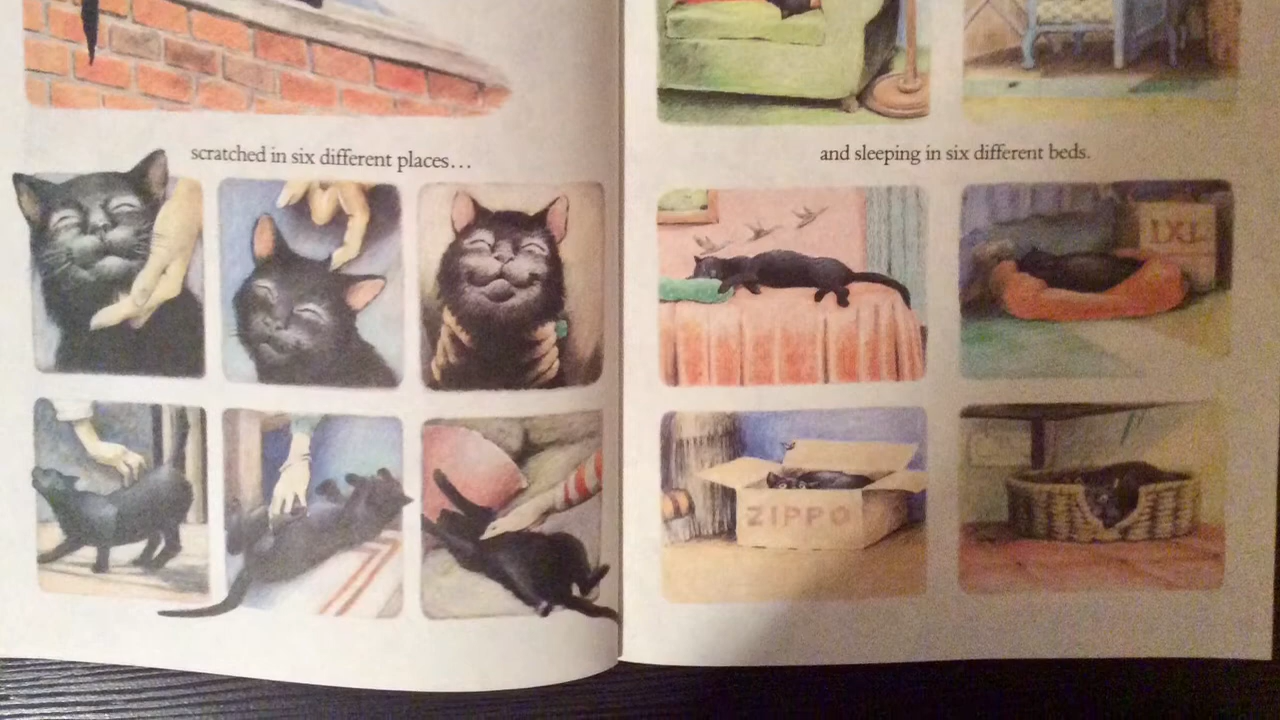 scratched in six different places...
and sleeping in six different beds.
IXL
ZIPPO